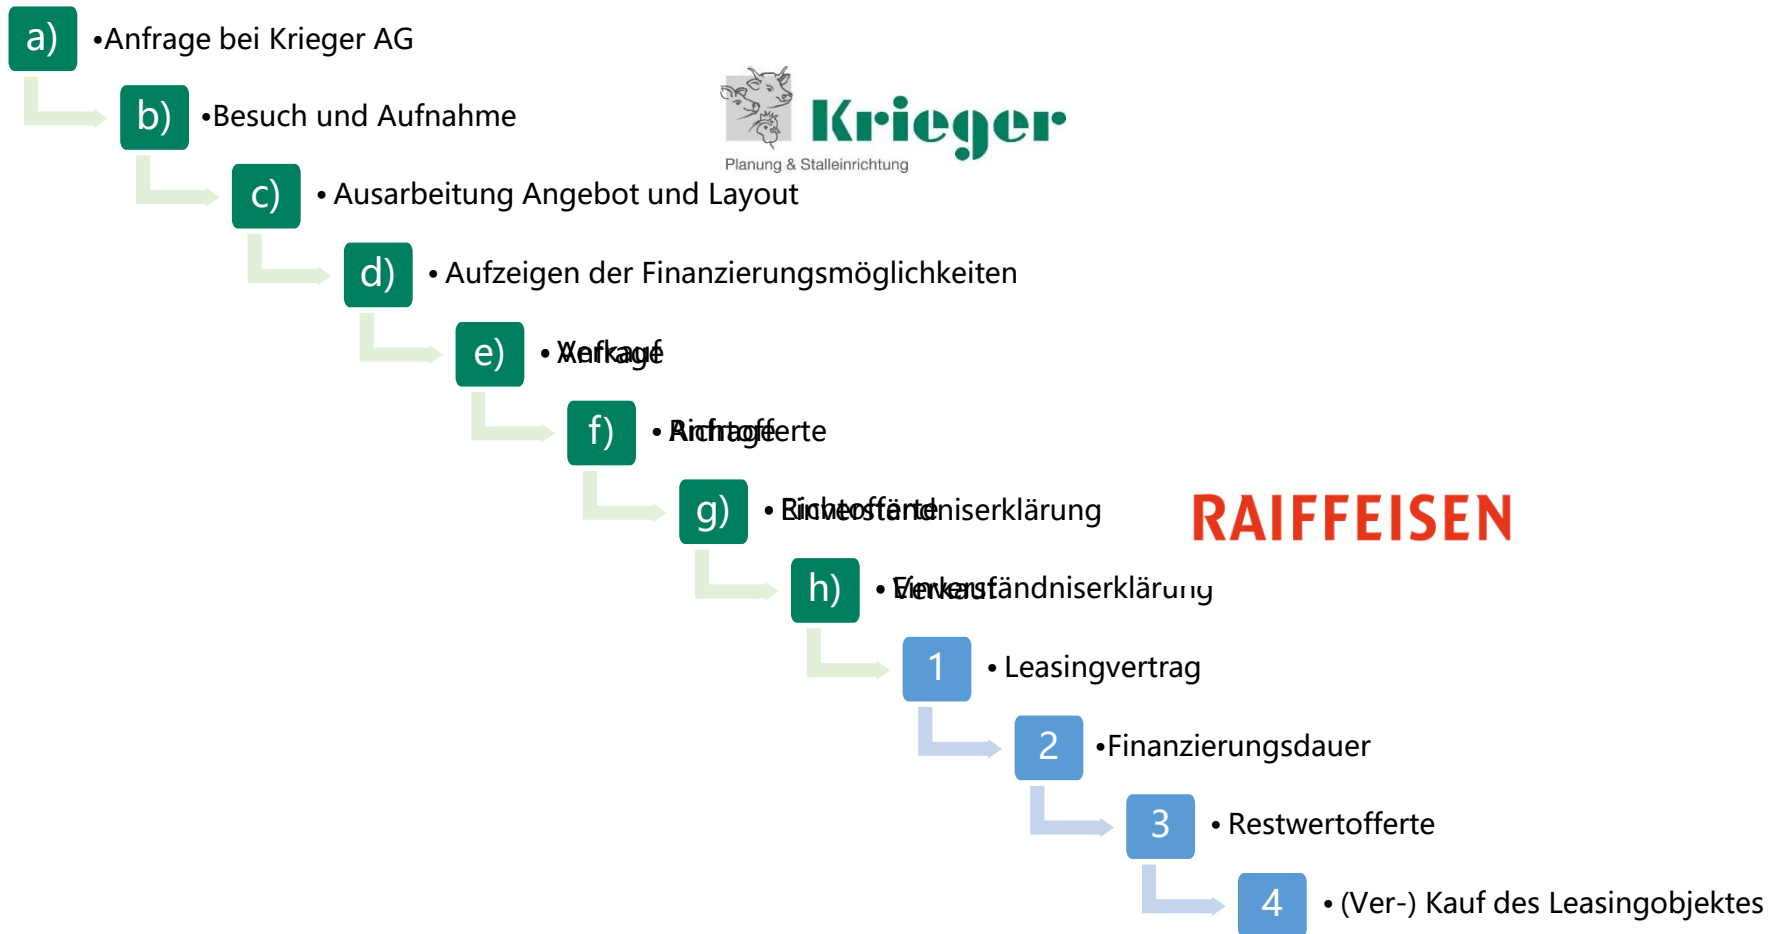 a) •Anfrage bei Krieger AG
b) •Besuch und Aufnahme
Krieger
Planung & Stalleinrichtung
c) • Ausarbeitung Angebot und Layout
d) • Aufzeigen der Finanzierungsmöglichkeiten
e) •
f) •
g) •
RAIFFEISEN
h) •
1 • Leasingvertrag
2 •Finanzierungsdauer
3 • Restwertofferte
4 • (Ver-) Kauf des Leasingobjektes